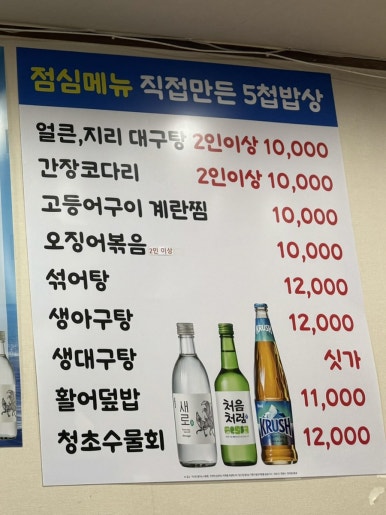 점심메뉴 직접만든 5첩밥상
얼큰,지리 대구탕 2인이상 10,000
간장코다리 2인이상 10,000
고등어구이 계란찜 10,000
오징어볶음 2인 이상 10,000
섞어탕 12,000
생아구탕 12,000
생대구탕 싯가
활어덮밥 11,000
청초수물회 12,000
새로
처음처럼
KRUSH
KRUSH